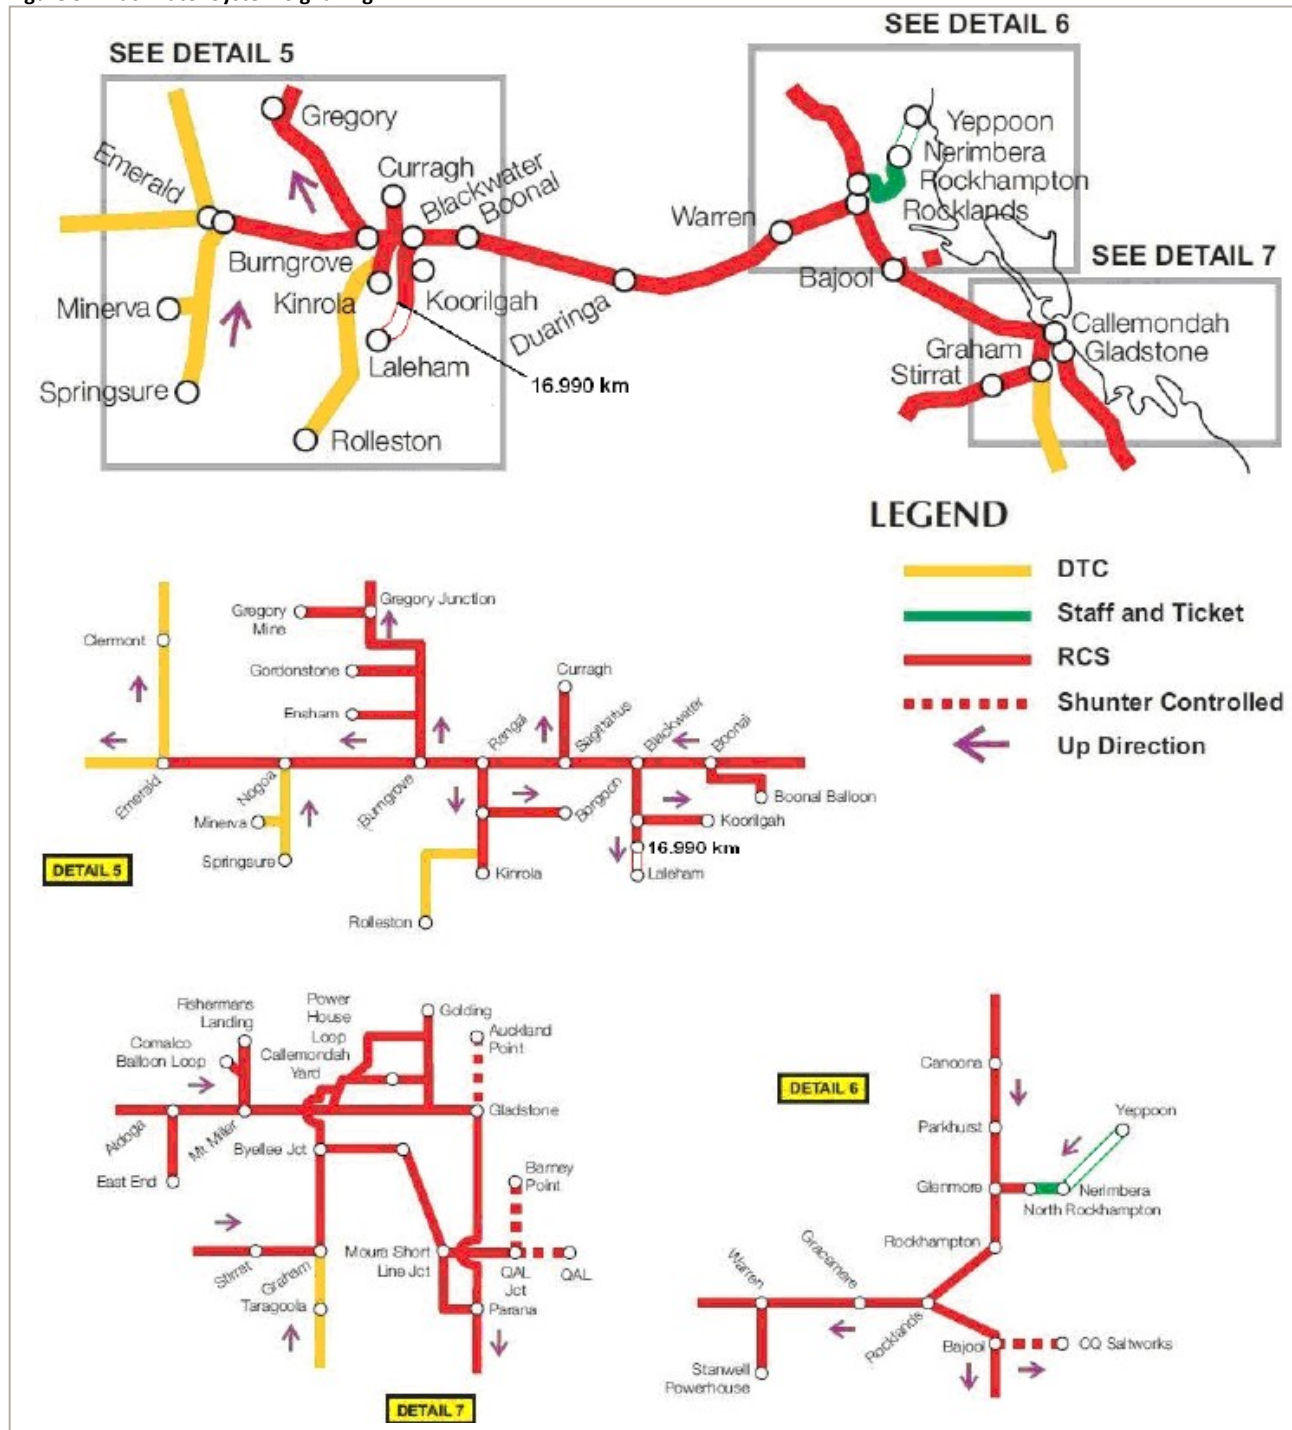 SEE DETAIL 5
SEE DETAIL 6
Gregory
Emerald
Curragh
Blackwater
Boonal
Burngrove
Kinrola
Koorilgah
Minerva
Laleham
Springsure
Rolleston
16.990 km
Duaringa
Warren
Yeppoon
Nerimbera
Rockhampton
Rocklands
Bajool
SEE DETAIL 7
Callemondah
Graham
Gladstone
Stirrat
LEGEND
DTC
Staff and Ticket
RCS
Shunter Controlled
Up Direction
Clermont
Gregory
Mine
Gregory Junction
Gordonstone
Ensham
Curragh
Rangal
Sagittarius
Blackwater
Boonal
Emerald
Nogoa
Burngrove
Borgoon
Boonal Balloon
Minerva
Koorilgah
Springsure
16.990 km
Kinrola
Laleham
Rolleston
DETAIL 5
Fishermans
Landing
Comalco
Balloon Loop
Power
House
Loop
Callemondah
Yard
Golding
Auckland
Point
Aldoga
Mt. Miller
Gladstone
Byellee Jct
East End
Barney
Point
Stirrat
Graham
Moura Short
Line Jct
QAL
Jct
QAL
Taragoola
Parana
DETAIL 7
DETAIL 6
Canoona
Parkhurst
Yeppoon
Glenmore
Nerimbera
North Rockhampton
Rockhampton
Warren
Gracemere
Rocklands
Bajool
CQ Saltworks
Stanwell
Powerhouse